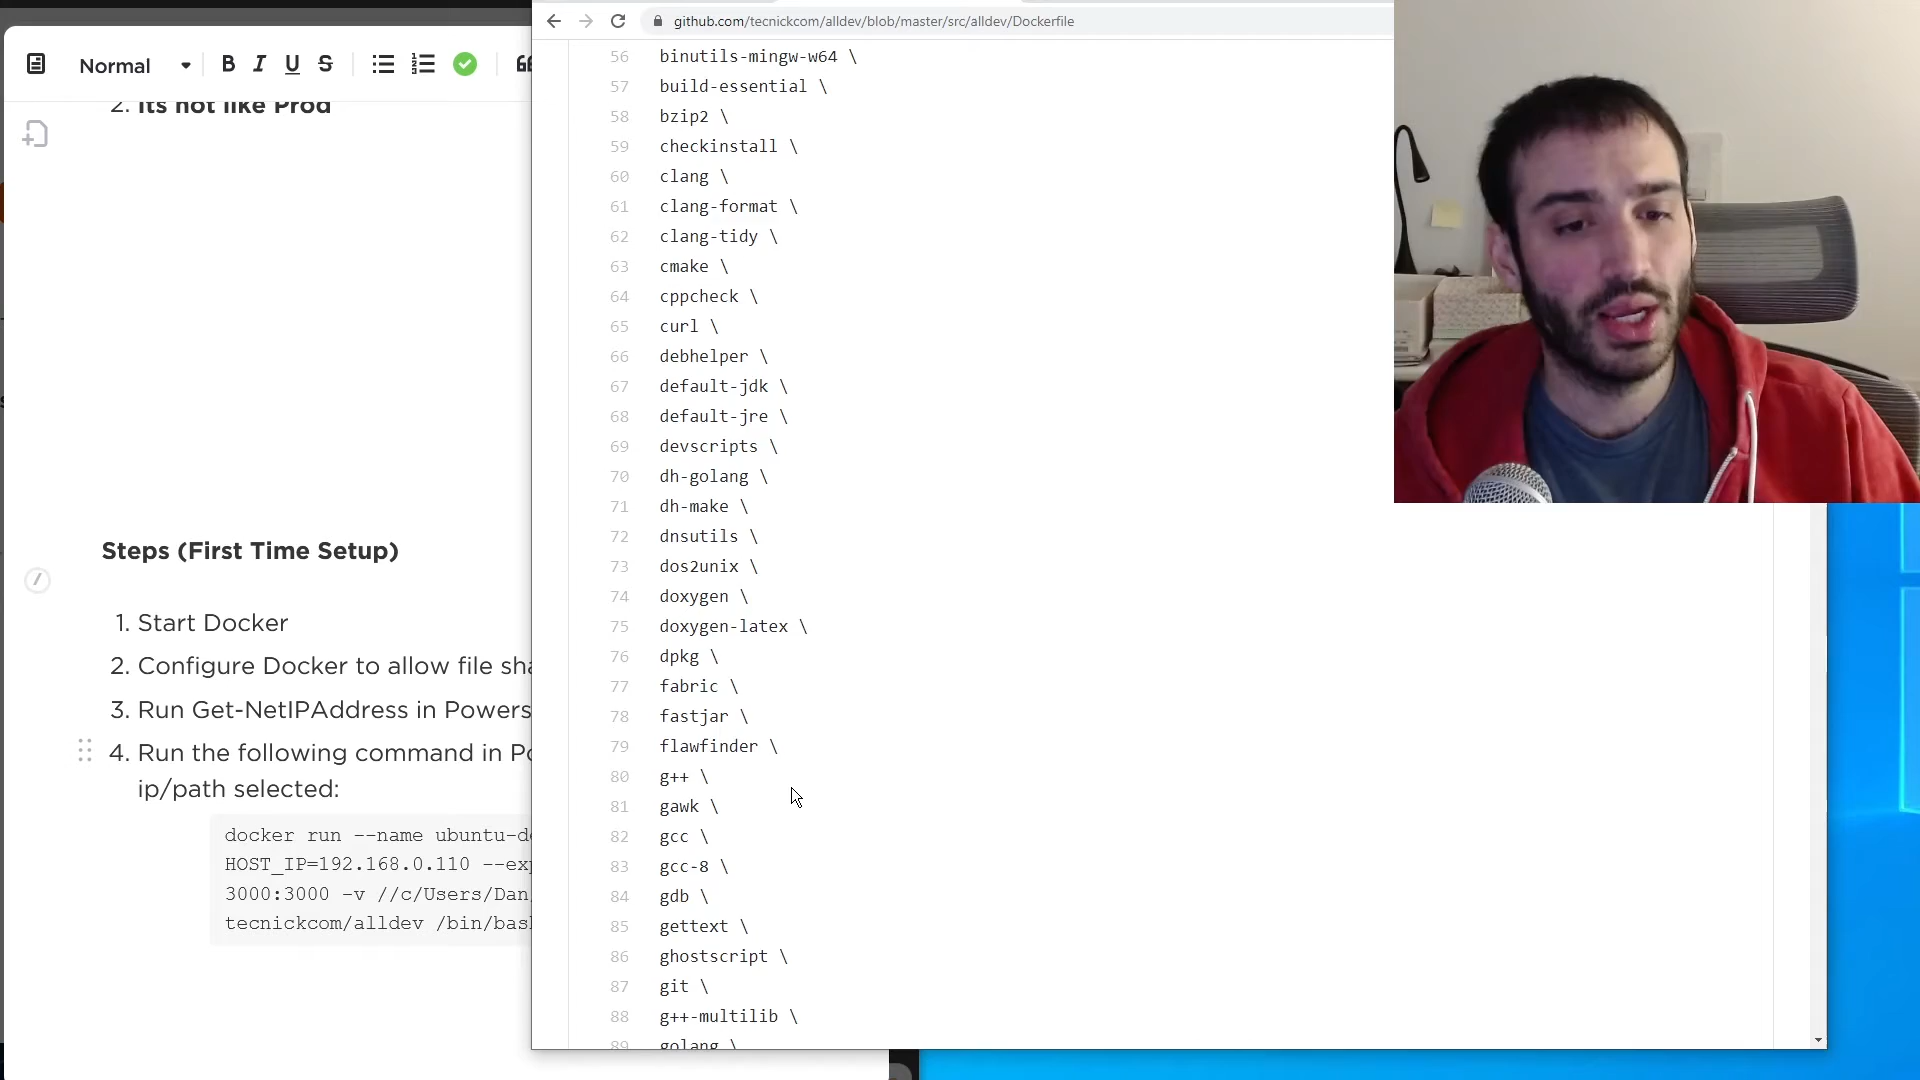 Normal
B I U S
2. Its not like Prod
Steps (First Time Setup)
1. Start Docker
2. Configure Docker to allow file sha
3. Run Get-NetIPAddress in Powers
4. Run the following command in Po
ip/path selected:
docker run --name ubuntu-de
HOST_IP=192.168.0.110 --exp
3000:3000 -v //c/Users/Dan
tecnickcom/alldev /bin/bash
github.com/tecnickcom/alldev/blob/master/src/alldev/Dockerfile
56 binutils-mingw-w64 \
57 build-essential \
58 bzip2 \
59 checkinstall \
60 clang \
61 clang-format \
62 clang-tidy \
63 cmake \
64 cppcheck \
65 curl \
66 debhelper \
67 default-jdk \
68 default-jre \
69 devscripts \
70 dh-golang \
71 dh-make \
72 dnsutils \
73 dos2unix \
74 doxygen \
75 doxygen-latex \
76 dpkg \
77 fabric \
78 fastjar \
79 flawfinder \
80 g++ \
81 gawk \
82 gcc \
83 gcc-8 \
84 gdb \
85 gettext \
86 ghostscript \
87 git \
88 g++-multilib \
89 golang \